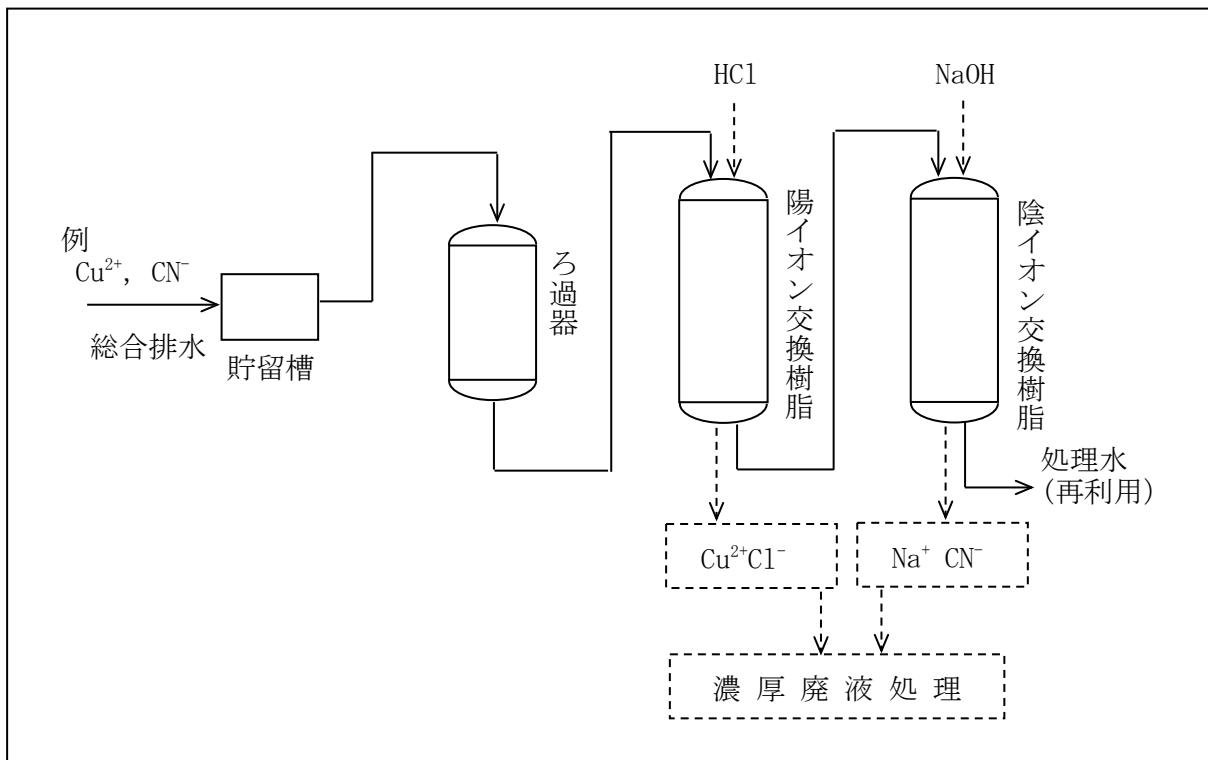 HCl
NaOH
例
Cu²⁺, CN⁻
総合排水
貯留槽
ろ過器
陽イオン交換樹脂
陰イオン交換樹脂
処理水
(再利用)
Cu²⁺Cl⁻
Na⁺ CN⁻
濃厚廃液処理